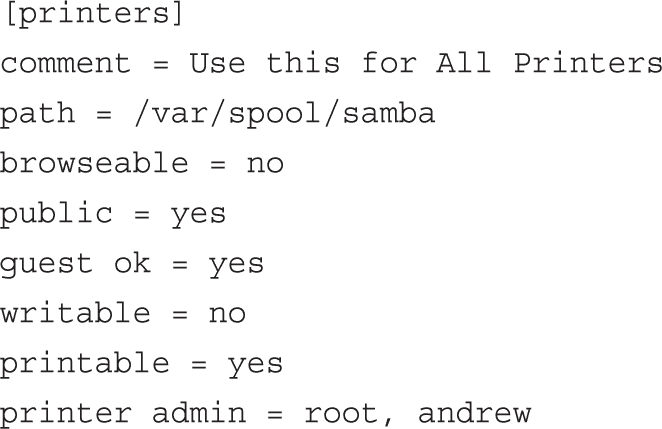 [printers]
comment = Use this for All Printers
path = /var/spool/samba
browseable = no
public = yes
guest ok = yes
writable = no
printable = yes
printer admin = root, andrew